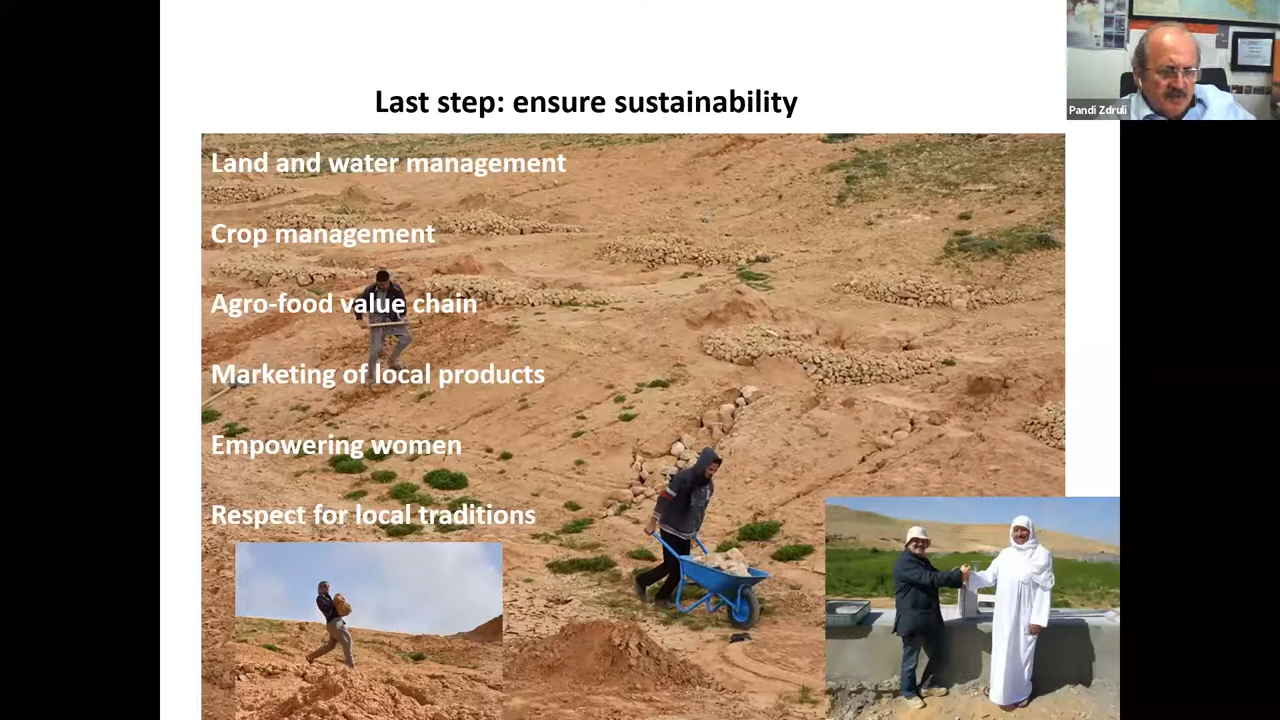 Last step: ensure sustainability
Pandi Zdruli
Land and water management
Crop management
Agro-food value chain
Marketing of local products
Empowering women
Respect for local traditions